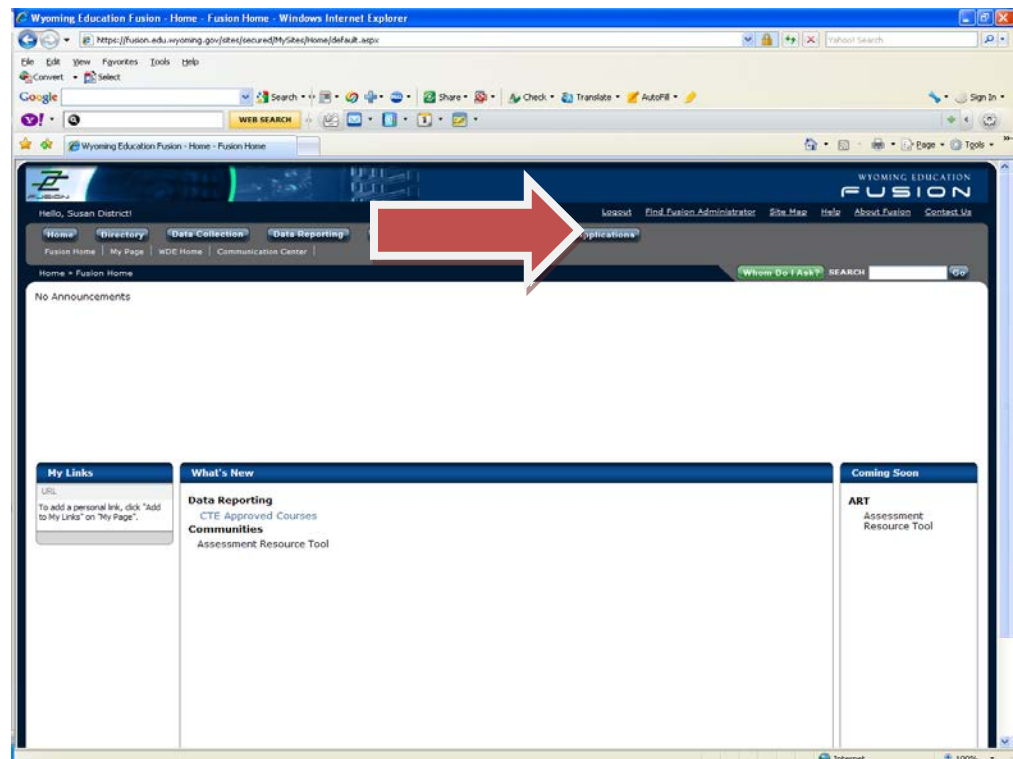 Wyoming Education Fusion - Home - Fusion Home - Windows Internet Explorer
https://fusion.edu.wyoming.gov/sites/secured/MySites/Home/default.aspx
Yahoo! Search
File Edit View Favorites Tools Help
Convert Select
Google Search Share Check Translate AutoFill Sign In
Y! WEB SEARCH
Wyoming Education Fusion - Home - Fusion Home Page Tools
FUSION
WYOMING EDUCATION
FUSION
Hello, Susan District! Logout Find Fusion Administrator Site Map Help About Fusion Contact Us
Home Directory Data Collection Data Reporting pplications
Fusion Home | My Page | WDE Home | Communication Center |
Home > Fusion Home Whom Do I Ask? SEARCH Go
No Announcements
My Links What's New Coming Soon
URL
To add a personal link, click "Add to My Links" on "My Page".
Data Reporting
CTE Approved Courses
Communities
Assessment Resource Tool
ART
Assessment
Resource Tool
Internet 100%